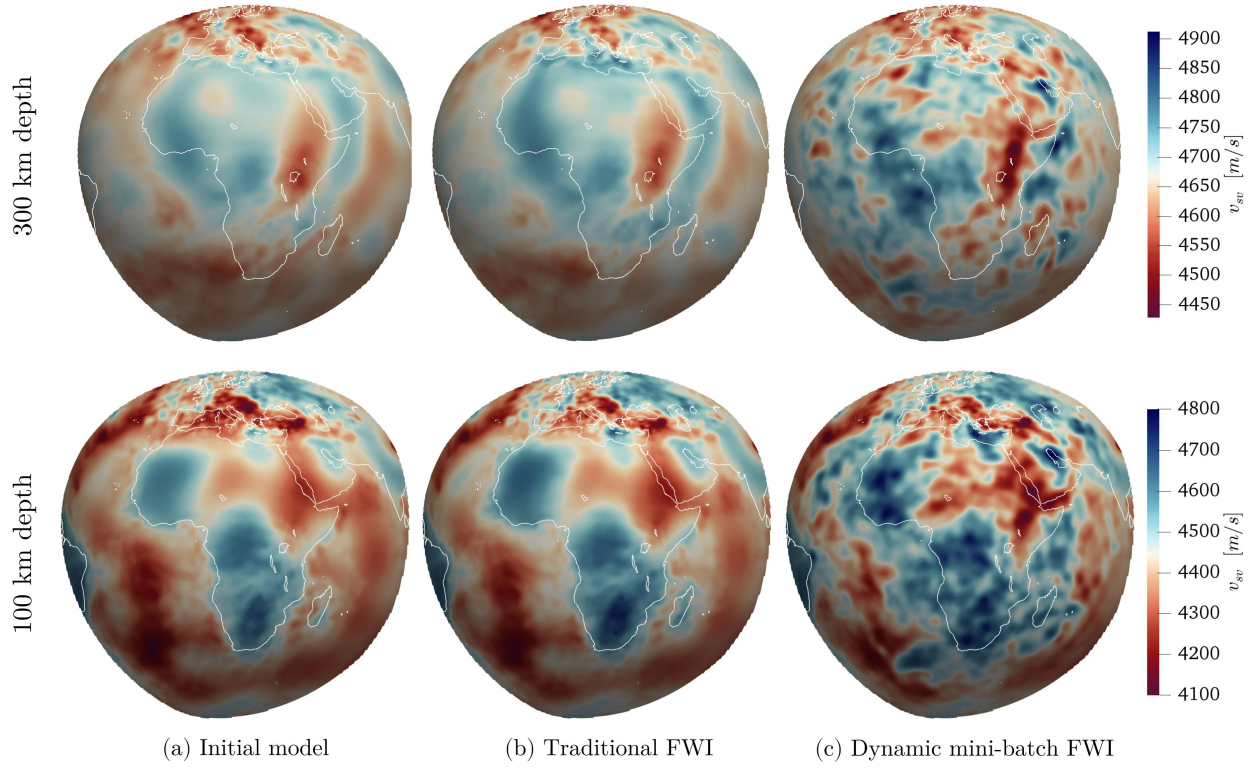 300 km depth
4900
4850
4800
4750
4700
4650
4600
4550
4500
4450
v_sv [m/s]
100 km depth
4800
4700
4600
4500
4400
4300
4200
4100
v_sv [m/s]
(a) Initial model
(b) Traditional FWI
(c) Dynamic mini-batch FWI